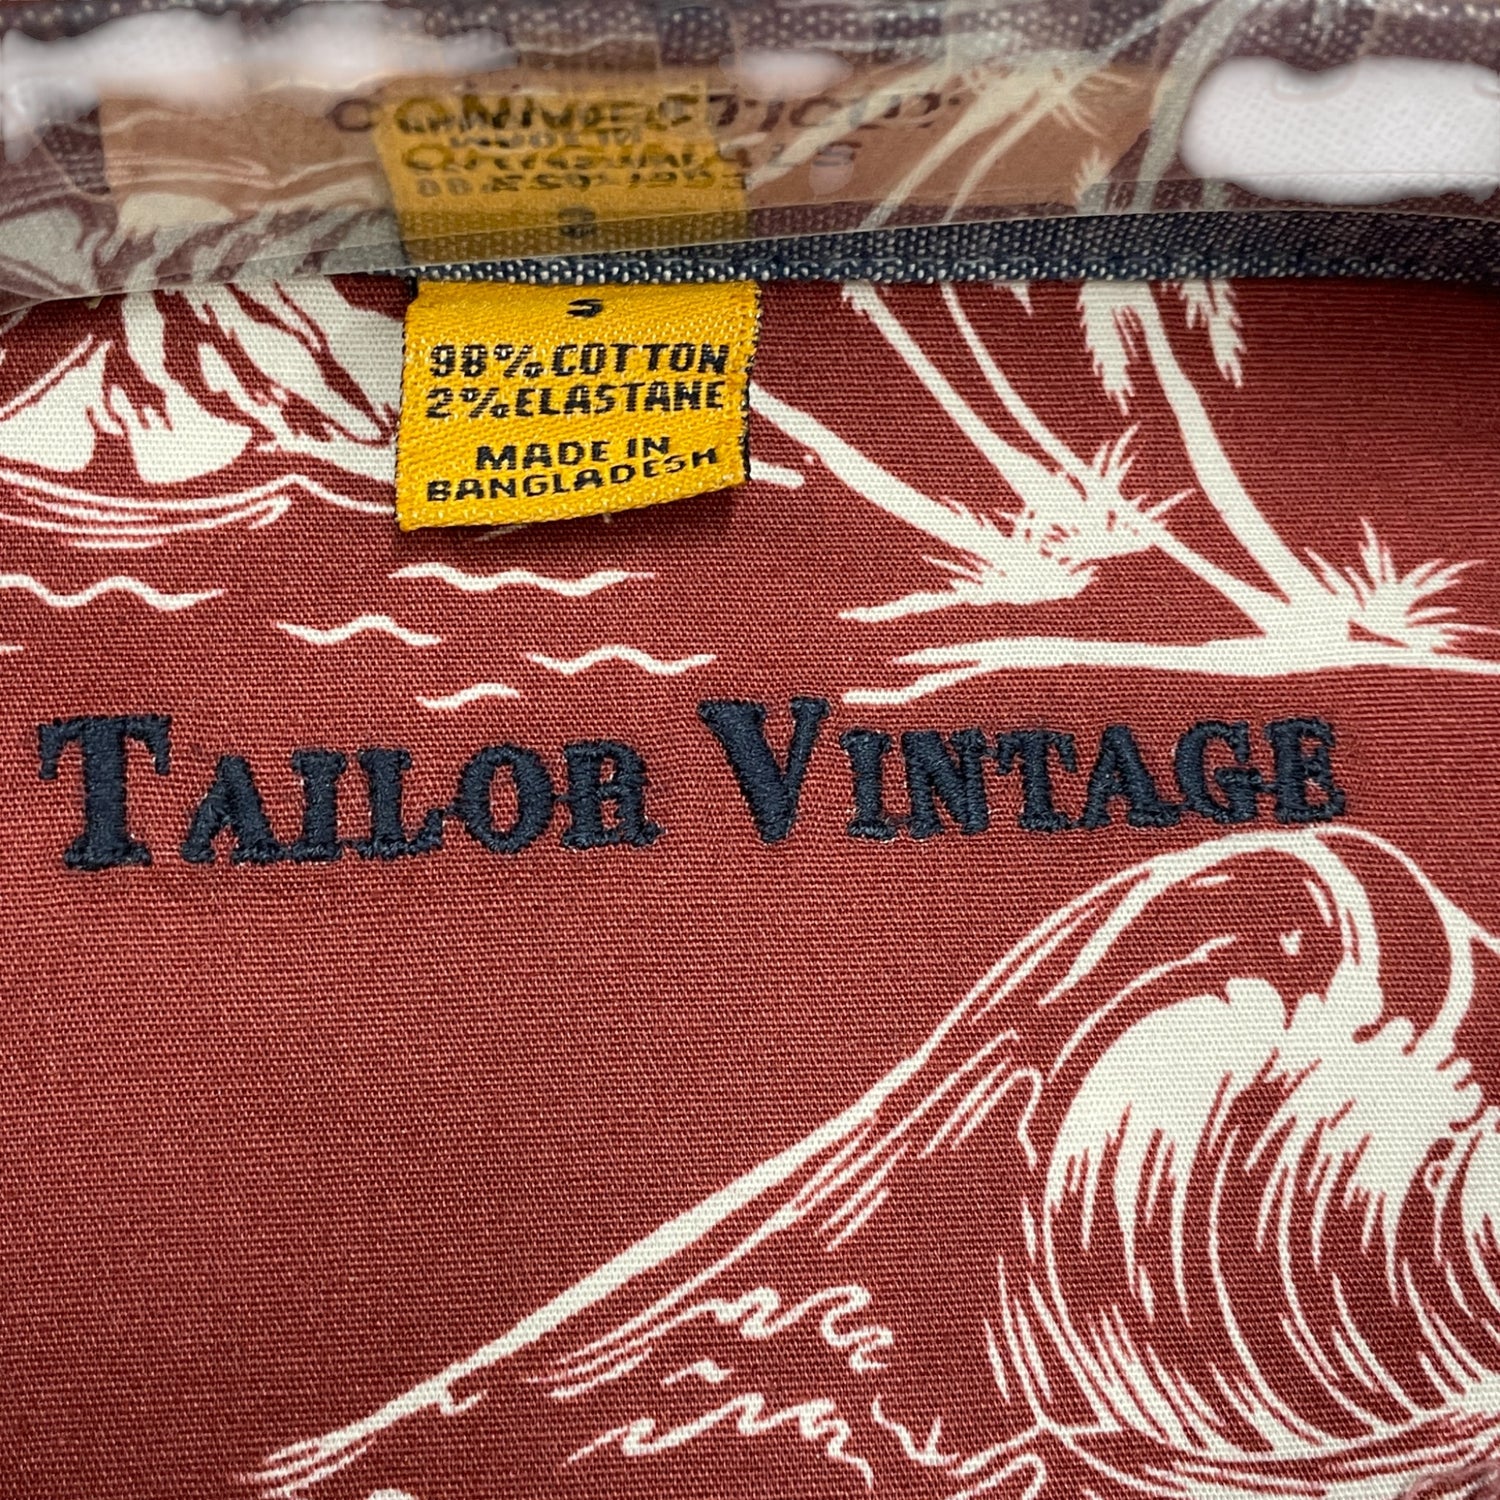 S
98% COTTON
2% ELASTANE
MADE IN
BANGLADESH
TAILOR VINTAGE